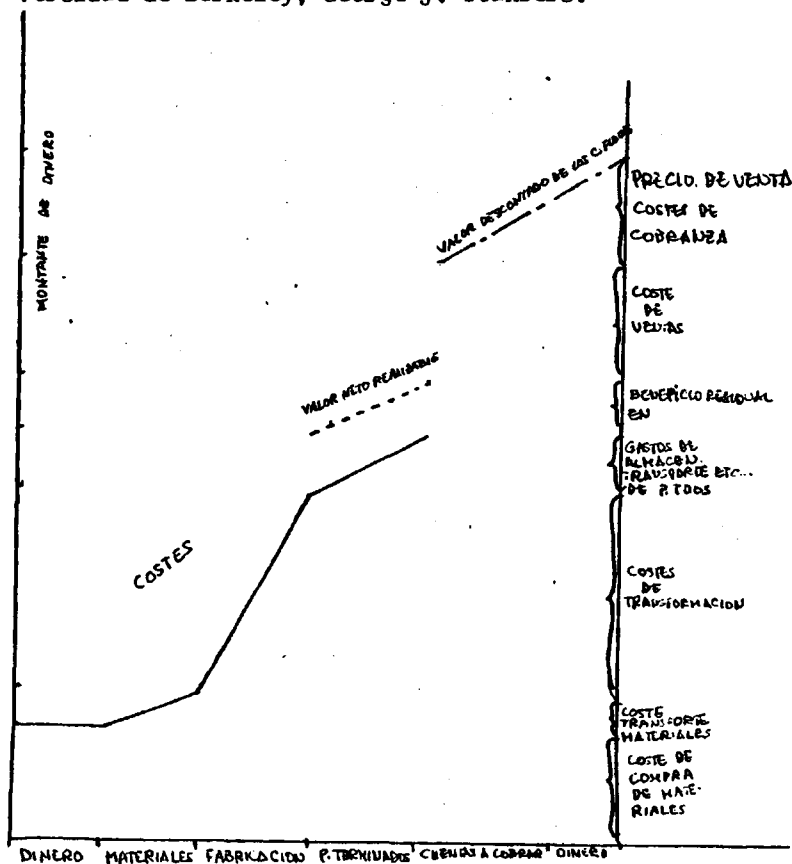 MONTANTE DE DINERO
VALOR DESCONTADO DE LOS C.
PRECIO. DE VENTA
COSTES DE
COBRANZA
COSTE
DE
VENTAS
VALOR NETO REALIZABLE
BENEFICIO RESIDUAL
EN
GASTOS DE
ALMACEN.
TRANSPORTE ETC...
DE P. TDOS
COSTES
COSTES
DE
TRANSFORMACION
COSTE
TRANSPORTE
MATERIALES
COSTE DE
COMPRA
DE MATE-
RIALES
DINERO MATERIALES FABRICACION P. TERMINADOS CUENTAS A COBRAR DINERO